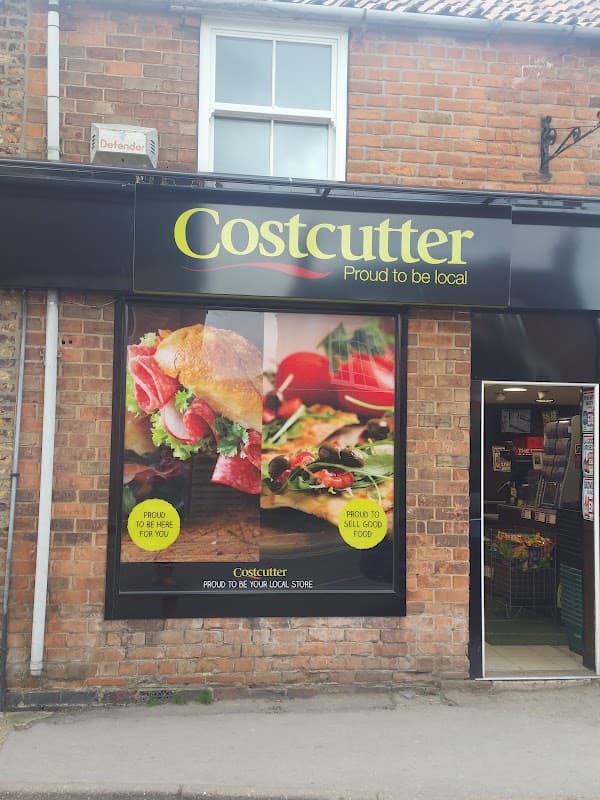 Defender
Costcutter
Proud to be local
PROUD
TO BE HERE
FOR YOU
PROUD TO
SELL GOOD
FOOD
Costcutter
PROUD TO BE YOUR LOCAL STORE